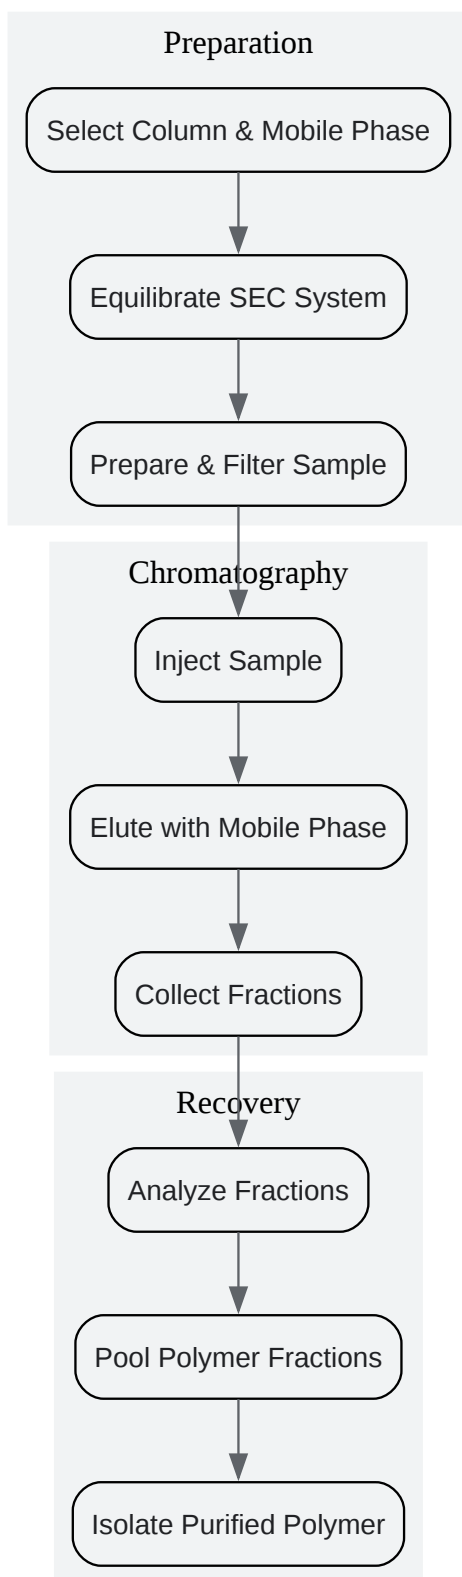 Preparation
Select Column & Mobile Phase
Equilibrate SEC System
Prepare & Filter Sample
Chromatography
Inject Sample
Elute with Mobile Phase
Collect Fractions
Recovery
Analyze Fractions
Pool Polymer Fractions
Isolate Purified Polymer